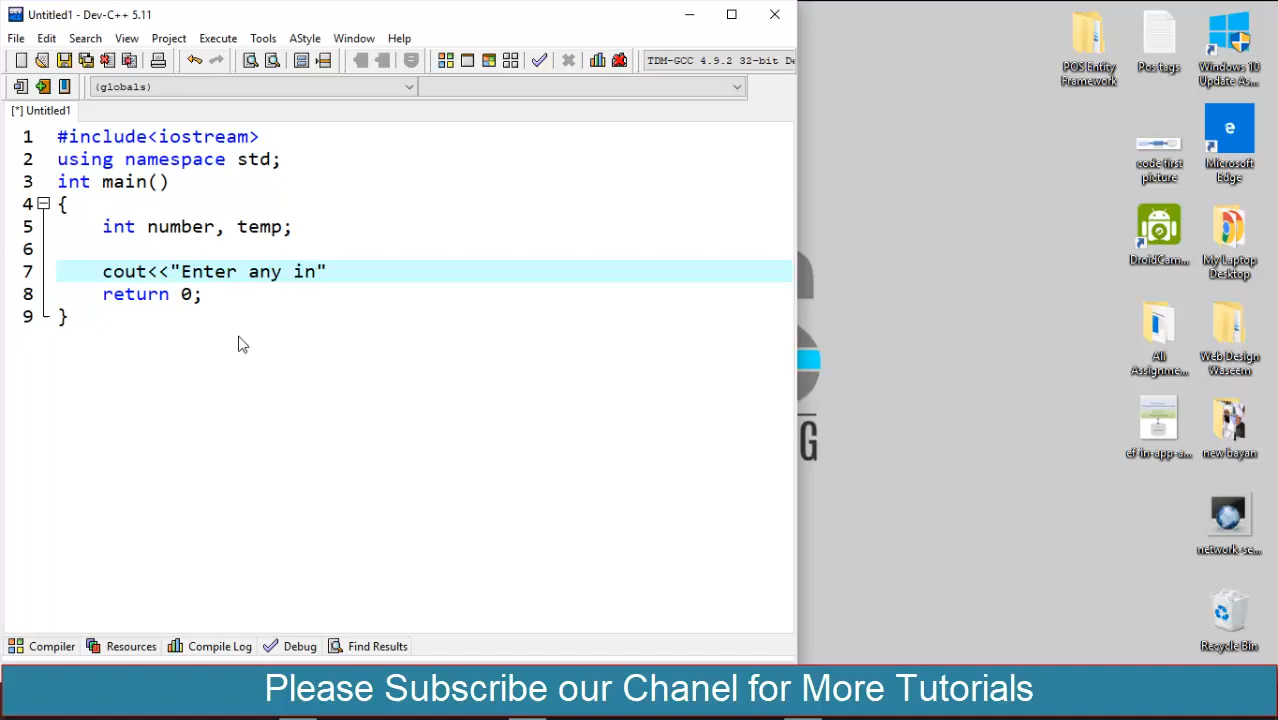 Untitled1 - Dev-C++ 5.11
File Edit Search View Project Execute Tools AStyle Window Help
TDM-GCC 4.9.2 32-bit De
(globals)
[*] Untitled1
1 #include<iostream>
2 using namespace std;
3 int main()
4 {
5 int number, temp;
6
7 cout<<"Enter any in"
8 return 0;
9 }
Compiler Resources Compile Log Debug Find Results
POS Entity Framework
Pos tags
Windows 10 Update As...
code first picture
Microsoft Edge
DroidCam...
My Laptop Desktop
All Assignme...
Web Design Waseem
ef-in-app-a...
new bayan
network-se...
Recycle Bin
G
Please Subscribe our Chanel for More Tutorials